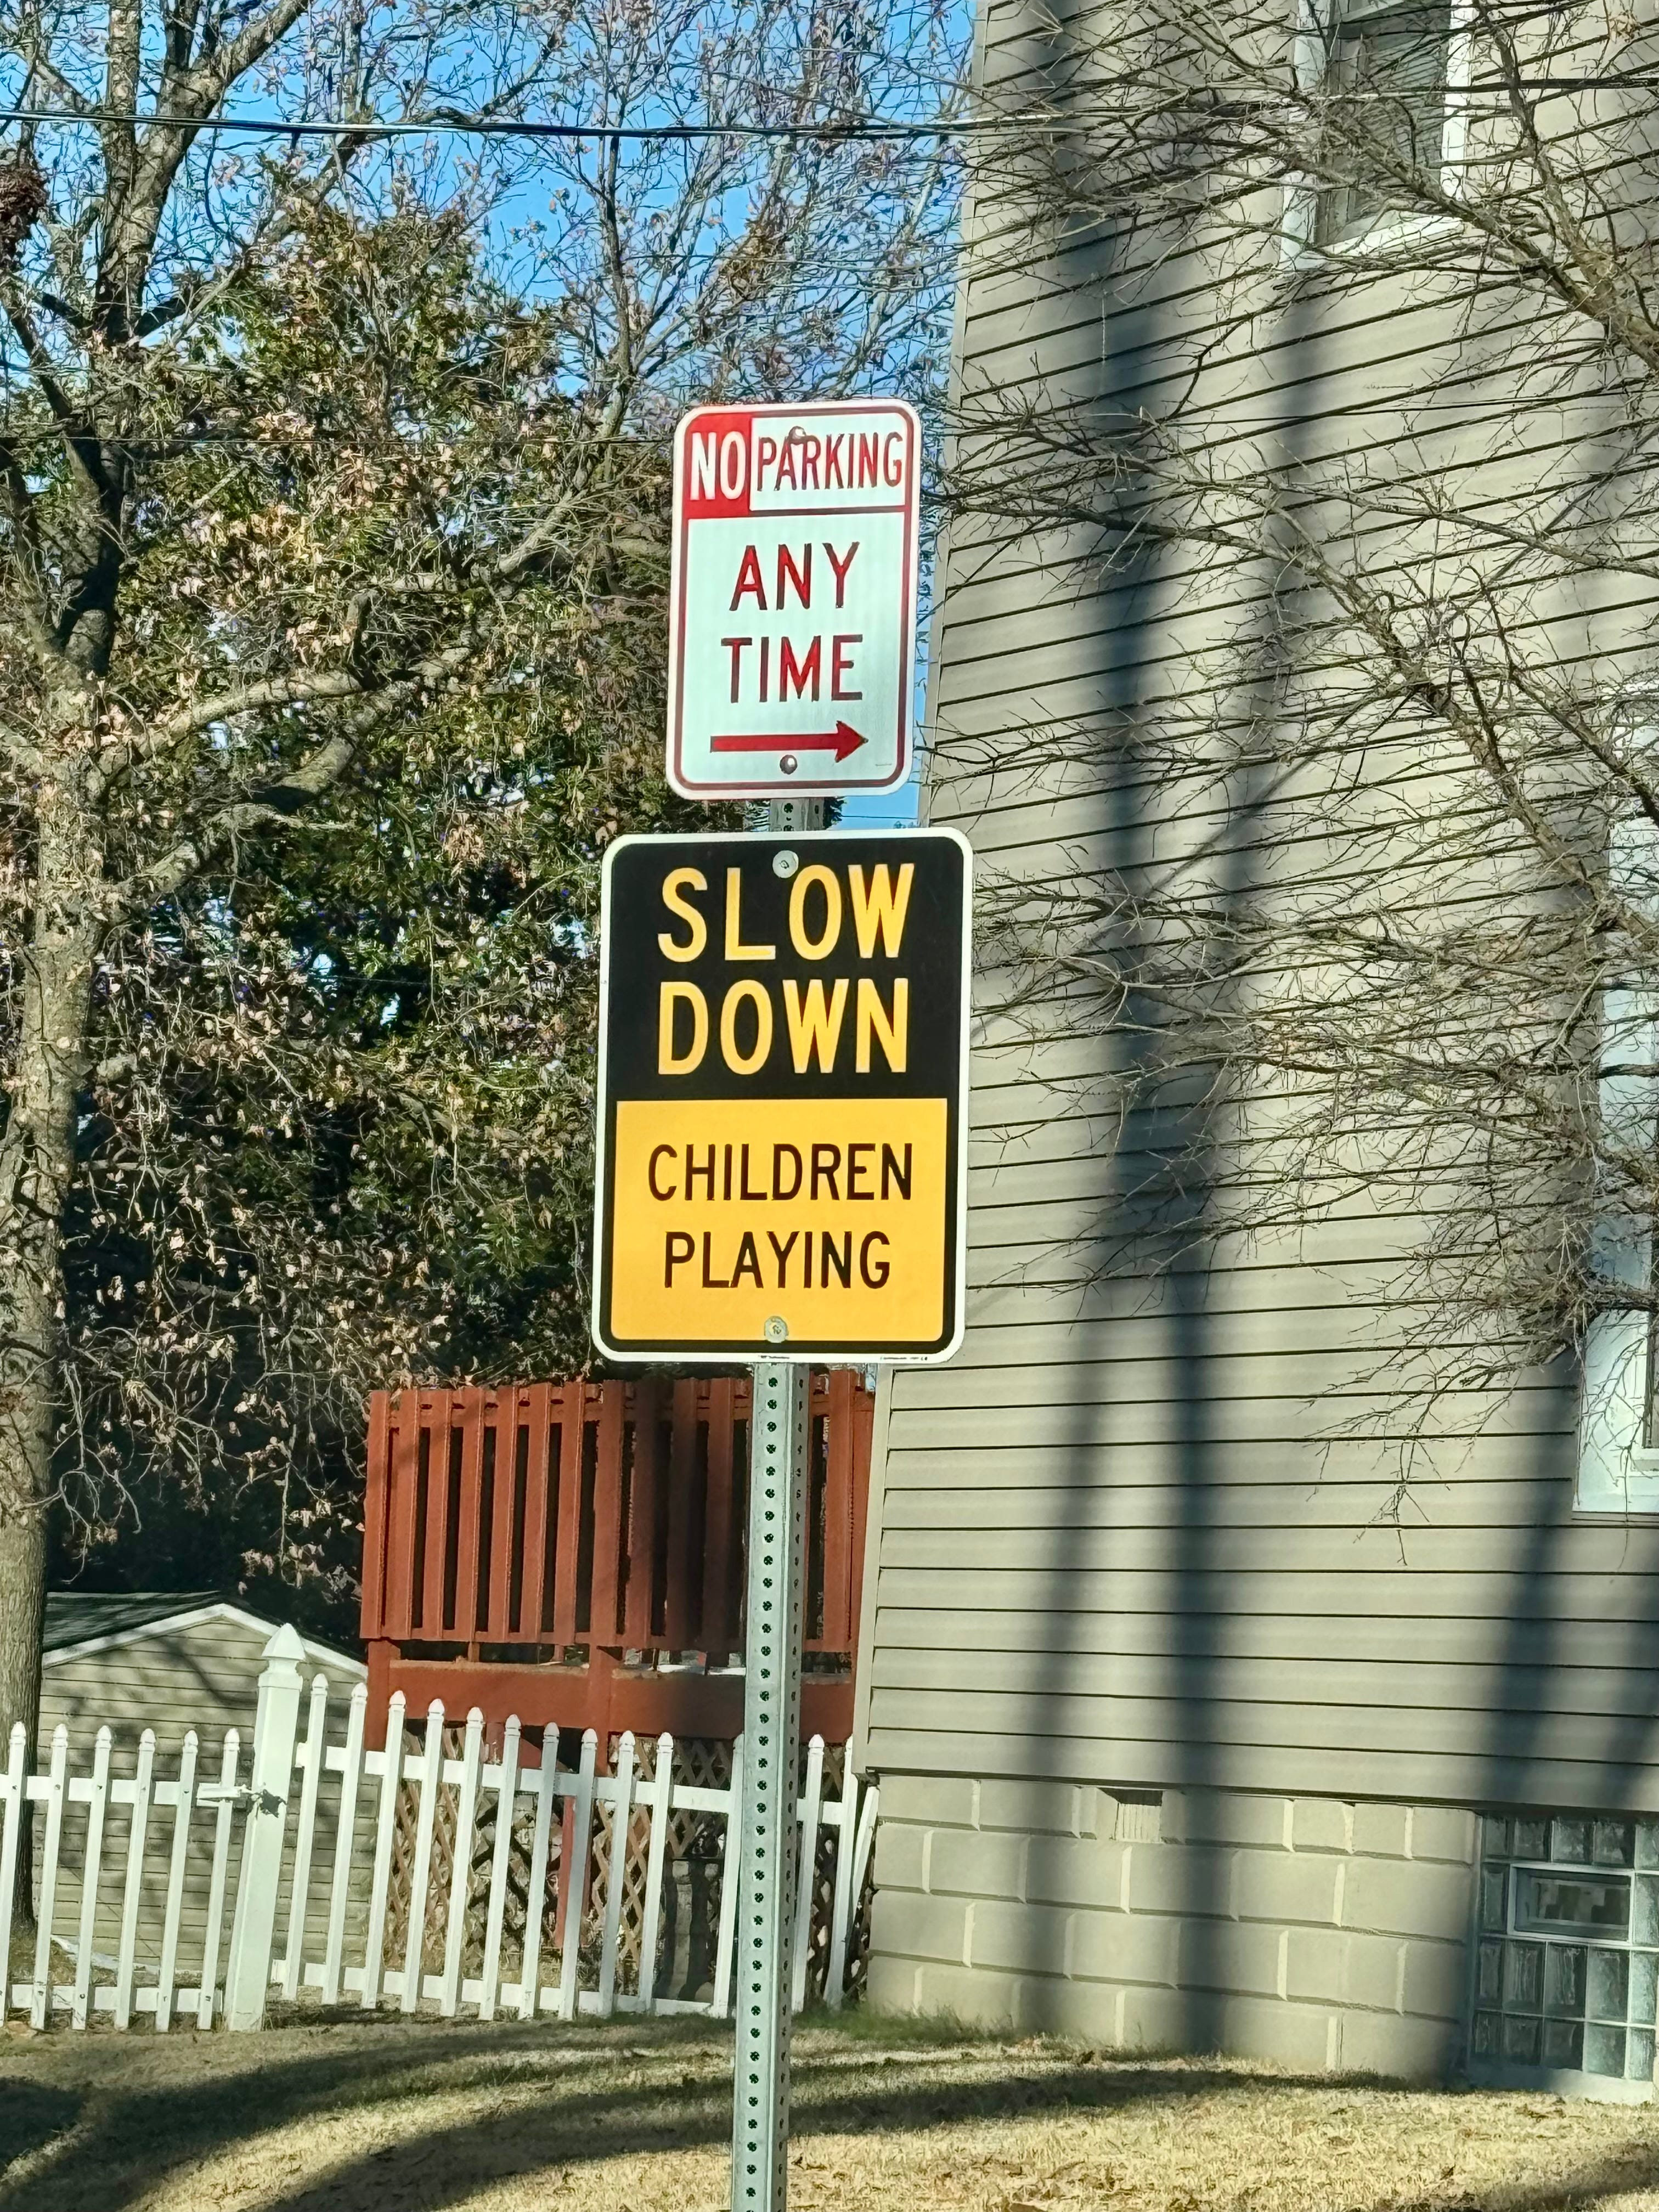 NO PARKING
ANY
TIME
SLOW
DOWN
CHILDREN
PLAYING